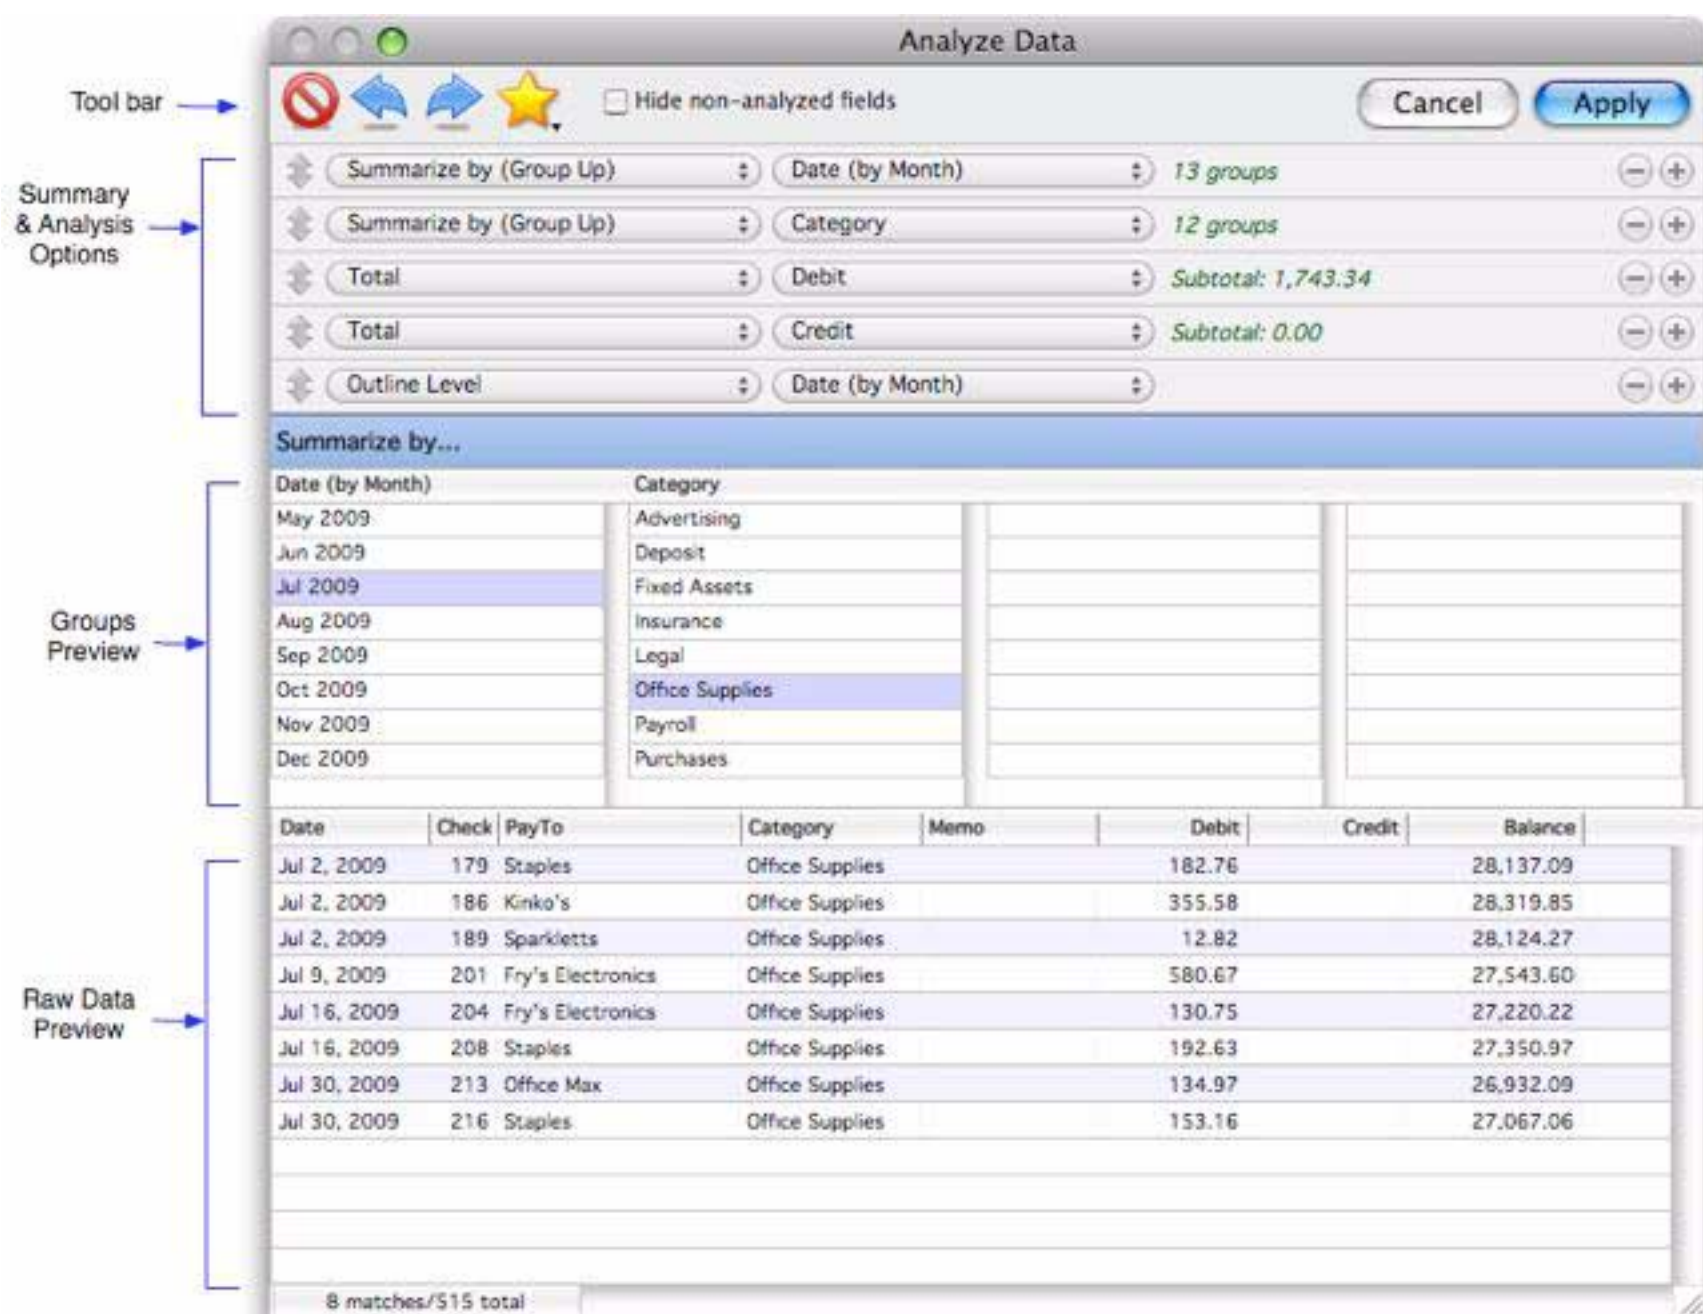 Analyze Data
Tool bar
Hide non-analyzed fields
Cancel
Apply
Summary
& Analysis
Options
Summarize by (Group Up) Date (by Month) 13 groups
Summarize by (Group Up) Category 12 groups
Total Debit Subtotal: 1,743.34
Total Credit Subtotal: 0.00
Outline Level Date (by Month)
Summarize by...
Groups
Preview
Date (by Month) Category
May 2009 Advertising
Jun 2009 Deposit
Jul 2009 Fixed Assets
Aug 2009 Insurance
Sep 2009 Legal
Oct 2009 Office Supplies
Nov 2009 Payroll
Dec 2009 Purchases
Raw Data
Preview
Date Check PayTo Category Memo Debit Credit Balance
Jul 2, 2009 179 Staples Office Supplies 182.76 28,137.09
Jul 2, 2009 186 Kinko's Office Supplies 355.58 28,319.85
Jul 2, 2009 189 Sparkletts Office Supplies 12.82 28,124.27
Jul 9, 2009 201 Fry's Electronics Office Supplies 580.67 27,543.60
Jul 16, 2009 204 Fry's Electronics Office Supplies 130.75 27,220.22
Jul 16, 2009 208 Staples Office Supplies 192.63 27,350.97
Jul 30, 2009 213 Office Max Office Supplies 134.97 26,932.09
Jul 30, 2009 216 Staples Office Supplies 153.16 27,067.06
8 matches/515 total